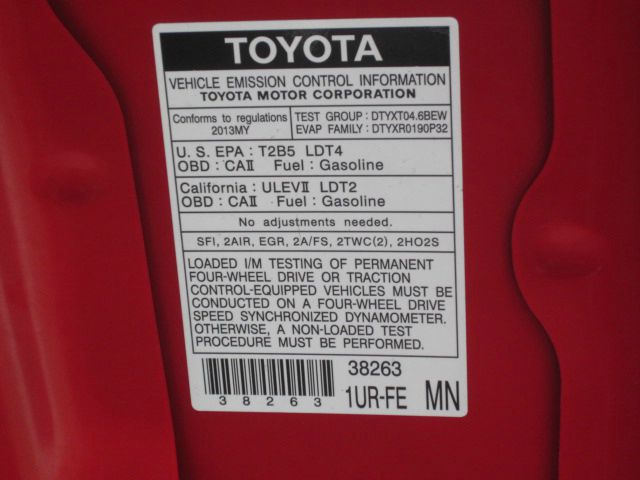 TOYOTA
VEHICLE EMISSION CONTROL INFORMATION
TOYOTA MOTOR CORPORATION
Conforms to regulations
2013MY
TEST GROUP : DTYXT04.6BEW
EVAP FAMILY : DTYXR0190P32
U. S. EPA : T2B5 LDT4
OBD : CAⅡ Fuel : Gasoline
California : ULEVⅡ LDT2
OBD : CAⅡ Fuel : Gasoline
No adjustments needed.
SFI, 2AIR, EGR, 2A/FS, 2TWC(2), 2HO2S
LOADED I/M TESTING OF PERMANENT
FOUR-WHEEL DRIVE OR TRACTION
CONTROL-EQUIPPED VEHICLES MUST BE
CONDUCTED ON A FOUR-WHEEL DRIVE
SPEED SYNCHRONIZED DYNAMOMETER.
OTHERWISE, A NON-LOADED TEST
PROCEDURE MUST BE PERFORMED.
38263
38263
1UR-FE MN